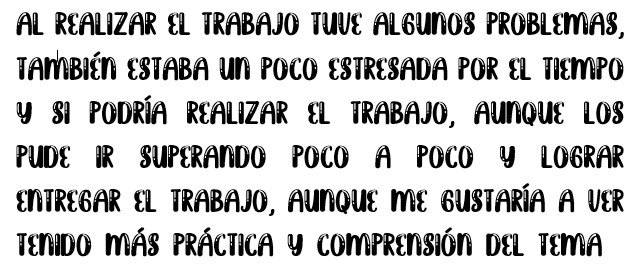 AL REALIZAR EL TRABAJO TUVE ALGUNOS PROBLEMAS,
TAMBIÉN ESTABA UN POCO ESTRESADA POR EL TIEMPO
Y SI PODRÍA REALIZAR EL TRABAJO, AUNQUE LOS
PUDE IR SUPERANDO POCO A POCO Y LOGRAR
ENTREGAR EL TRABAJO, AUNQUE ME GUSTARÍA A VER
TENIDO MÁS PRÁCTICA Y COMPRENSIÓN DEL TEMA